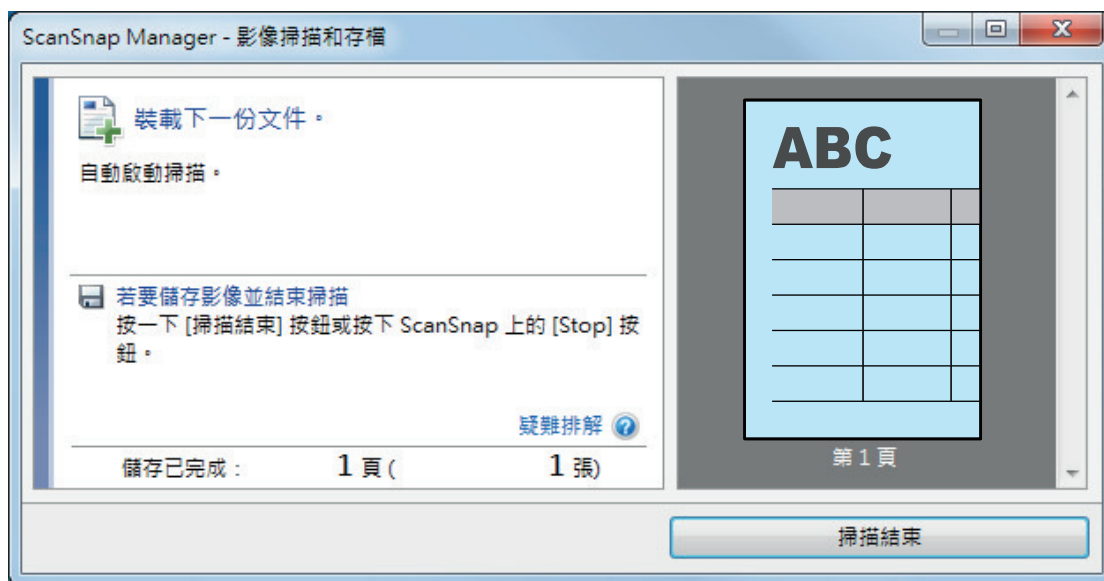 ScanSnap Manager - 影像掃描和存檔
裝載下一份文件。
自動啟動掃描。
若要儲存影像並結束掃描
按一下 [掃描結束] 按鈕或按下 ScanSnap 上的 [Stop] 按
鈕。
疑難排解
儲存已完成： 1 頁 ( 1 張)
ABC
第 1 頁
掃描結束